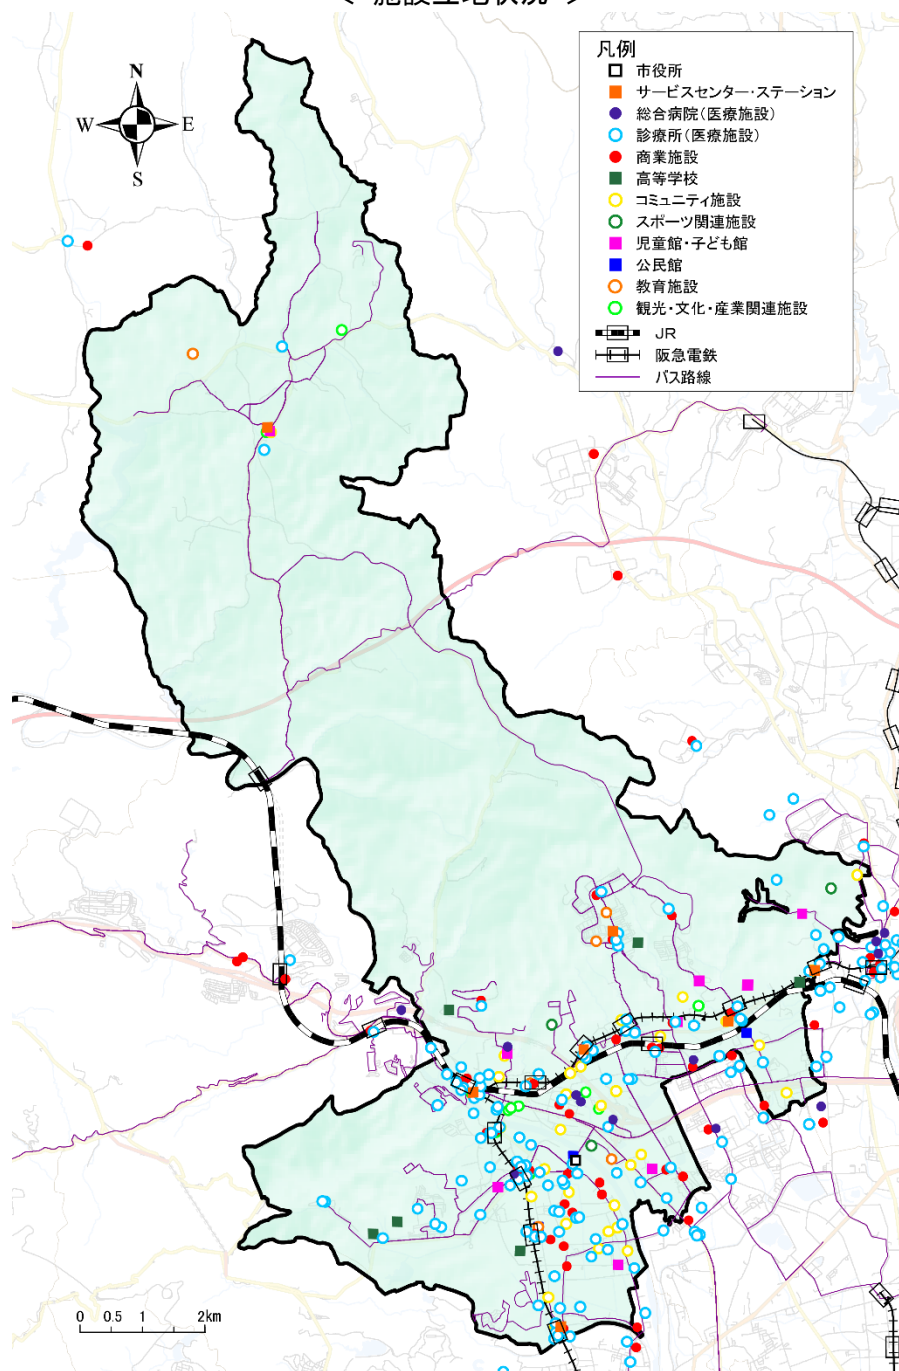 N
W E
S
凡例
市役所
サービスセンター・ステーション
総合病院(医療施設)
診療所(医療施設)
商業施設
高等学校
コミュニティ施設
スポーツ関連施設
児童館・子ども館
公民館
教育施設
観光・文化・産業関連施設
JR
阪急電鉄
バス路線
0 0.5 1 2km